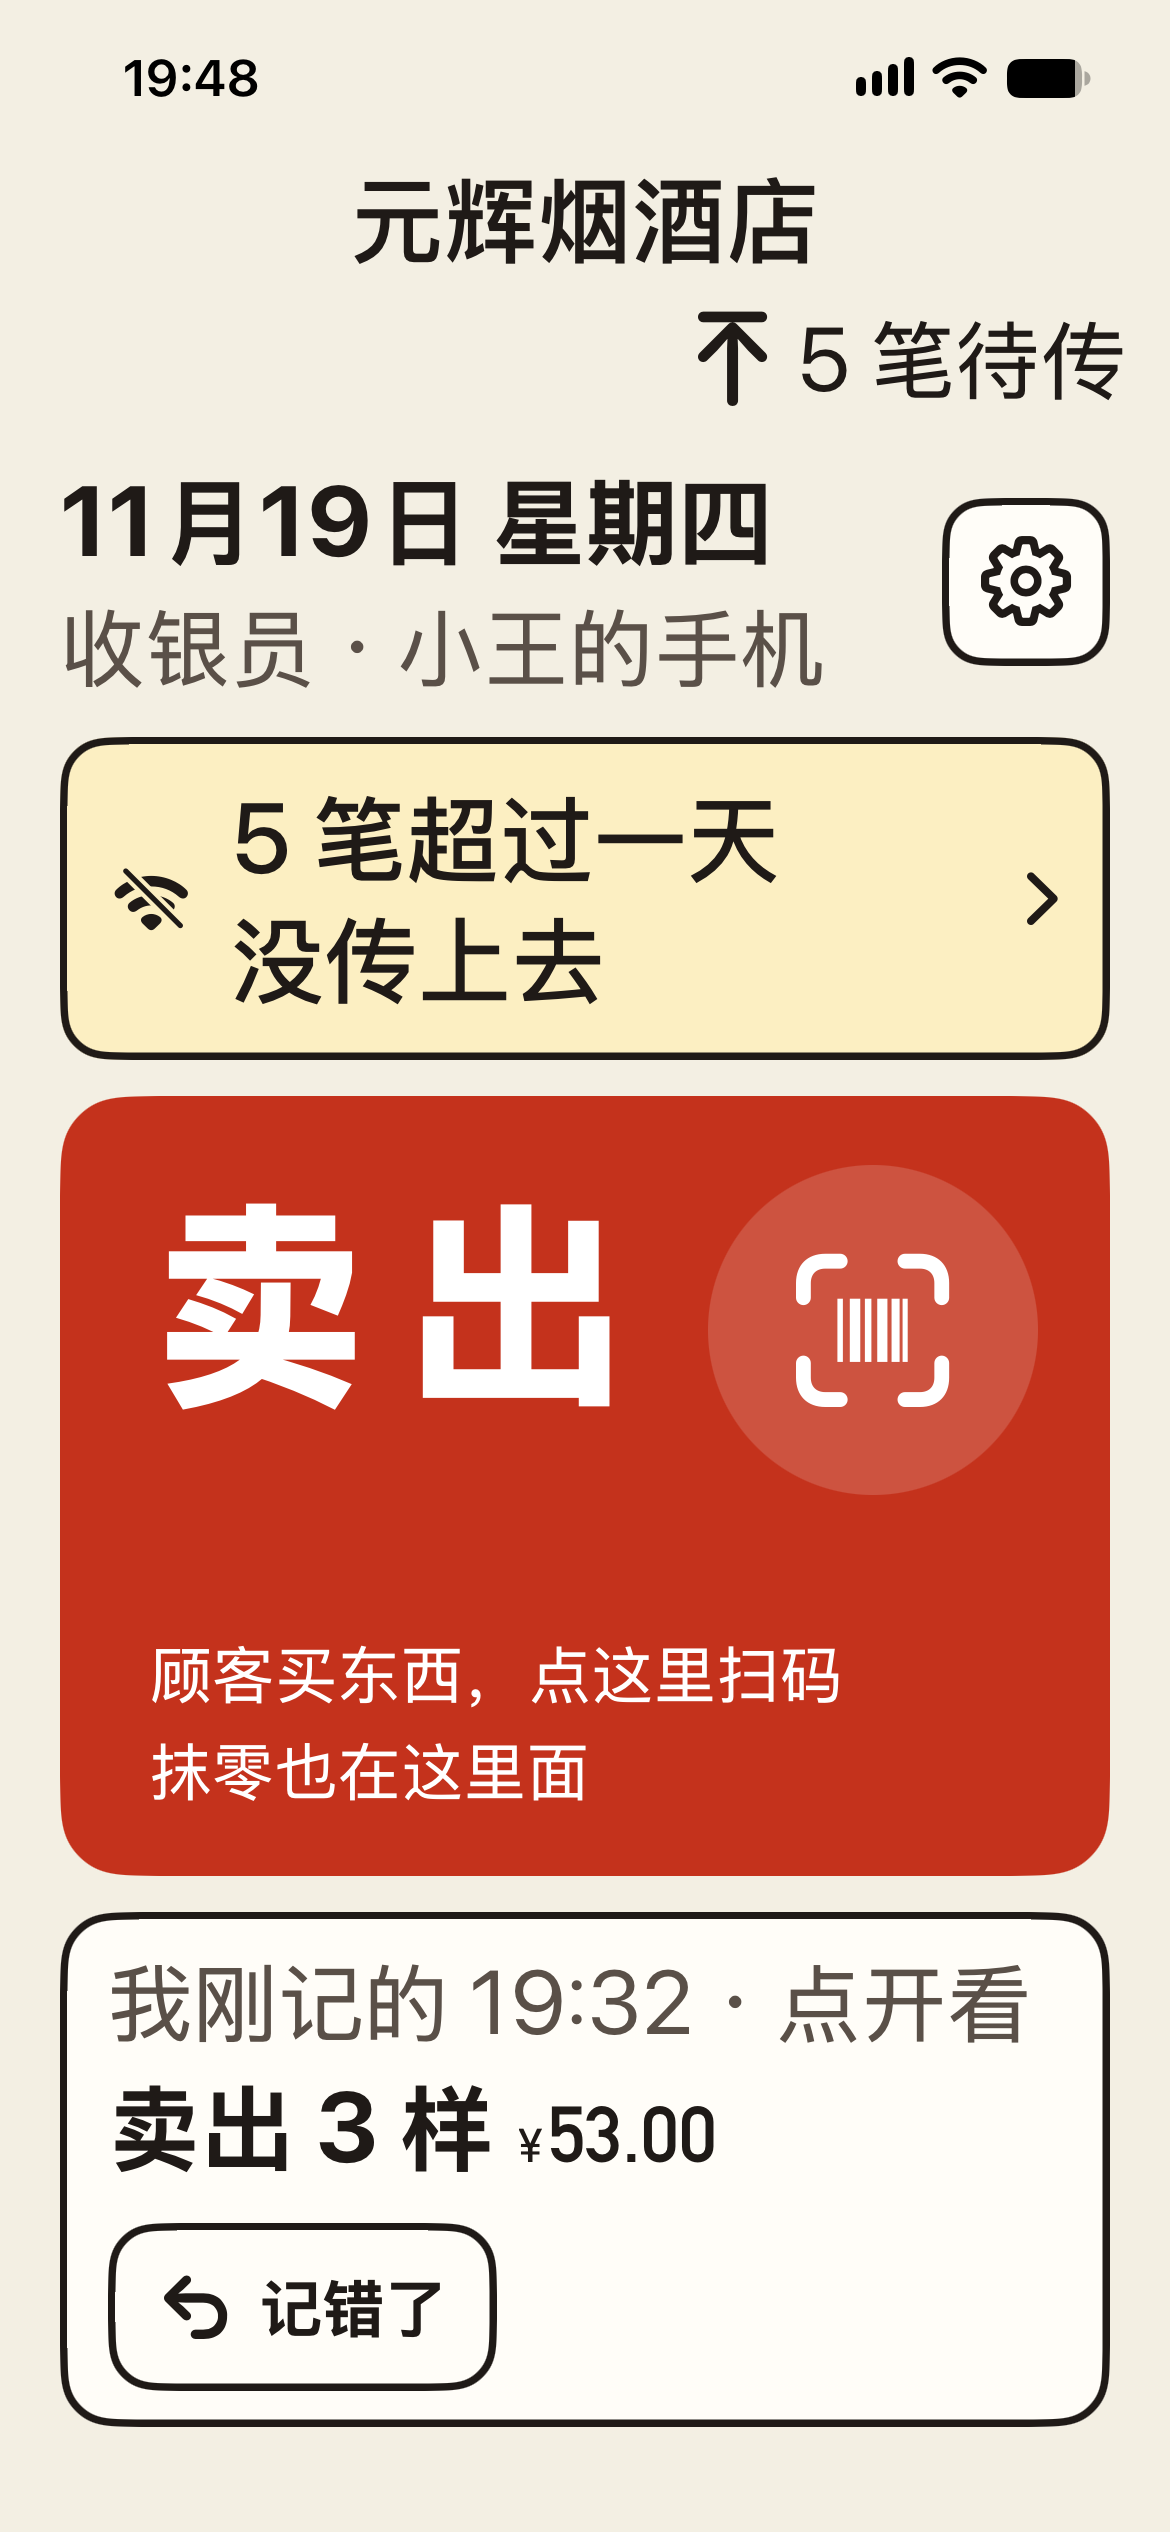 19:48
元辉烟酒店
5 笔待传
11月19日 星期四
收银员 · 小王的手机
5 笔超过一天
没传上去
卖出
顾客买东西，点这里扫码
抹零也在这里面
我刚记的 19:32 · 点开看
卖出 3 样 ¥53.00
记错了